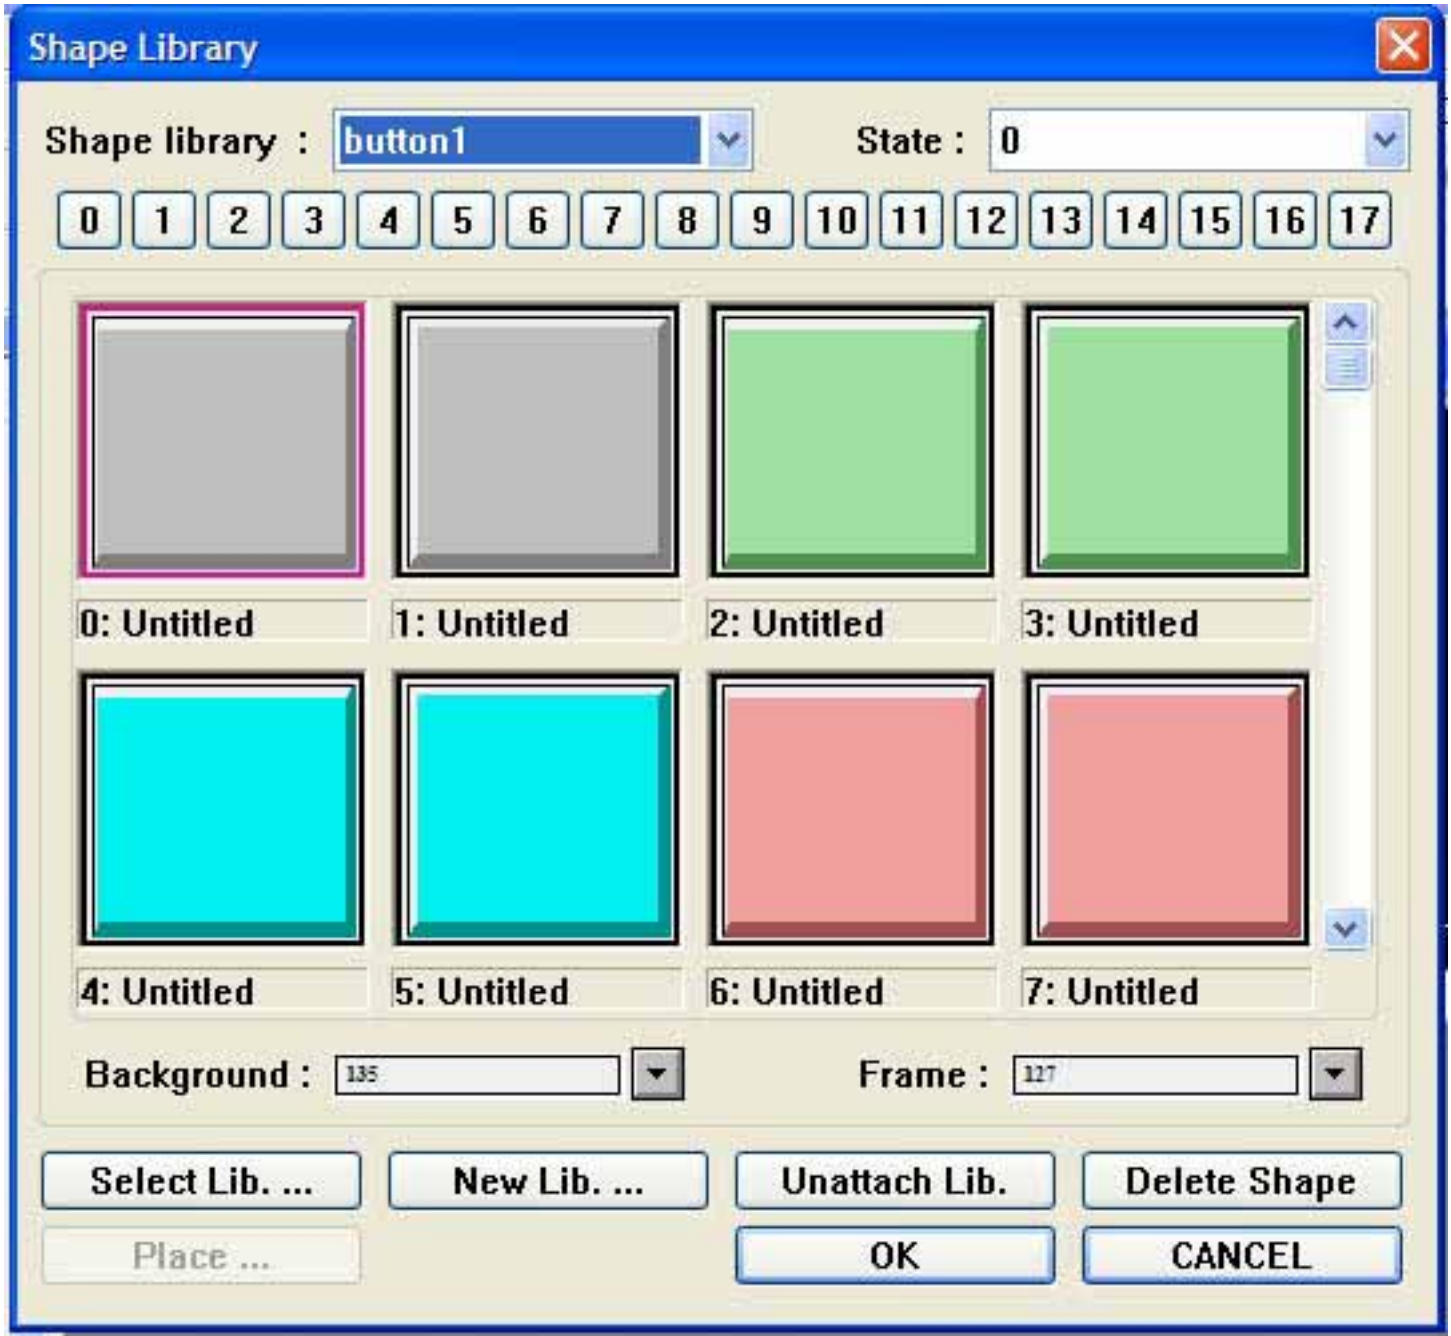 Shape Library
Shape library : button1 State : 0
0 1 2 3 4 5 6 7 8 9 10 11 12 13 14 15 16 17
0: Untitled 1: Untitled 2: Untitled 3: Untitled
4: Untitled 5: Untitled 6: Untitled 7: Untitled
Background : 135 Frame : 127
Select Lib. ... New Lib. ... Unattach Lib. Delete Shape
Place ... OK CANCEL